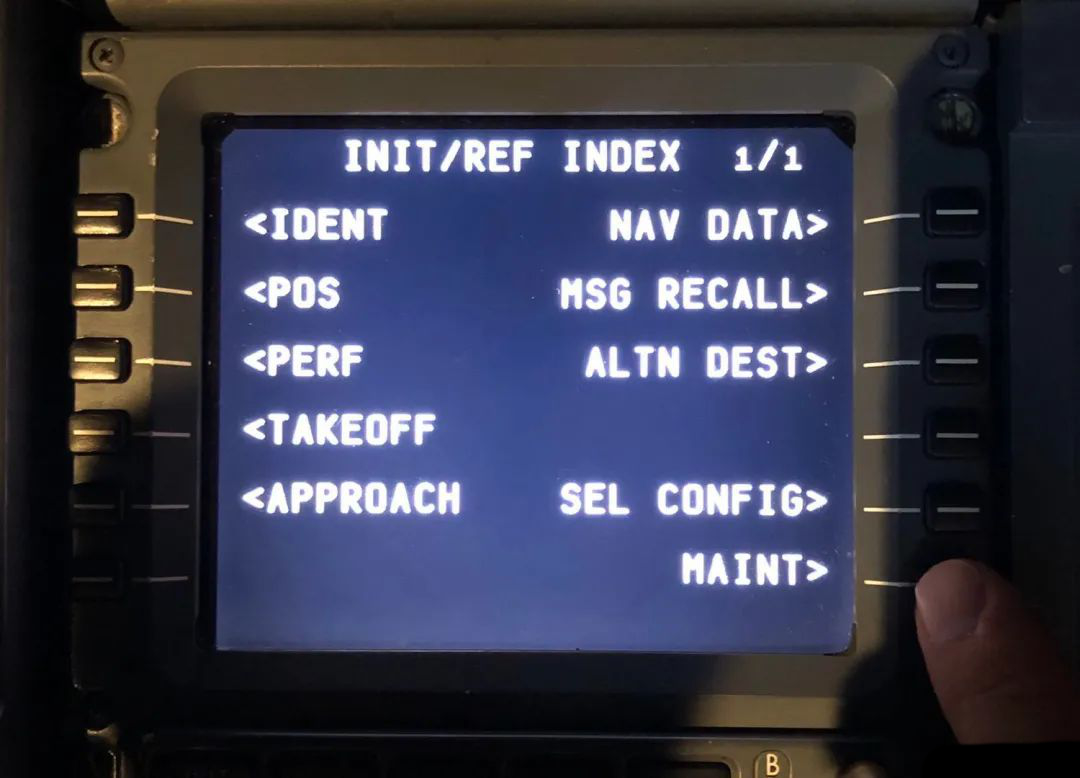 INIT/REF INDEX 1/1
<IDENT NAV DATA>
<POS MSG RECALL>
<PERF ALTN DEST>
<TAKEOFF
<APPROACH SEL CONFIG>
MAINT>
B